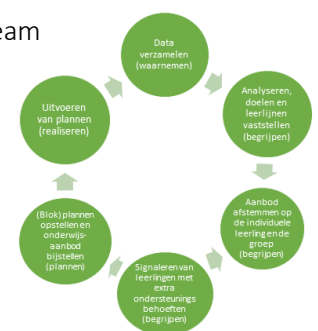 eam
Data
verzamelen
(waarnemen)
Analyseren,
doelen en
leerlijnen
vaststellen
(begrijpen)
Aanbod
afstemmen op
de individuele
leerling en de
groep
(begrijpen)
Signaleren van
leerlingen met
extra
ondersteunings
behoeften
(begrijpen)
(Blok) plannen
opstellen en
onderwijs-
aanbod
bijstellen
(plannen)
Uitvoeren
van plannen
(realiseren)